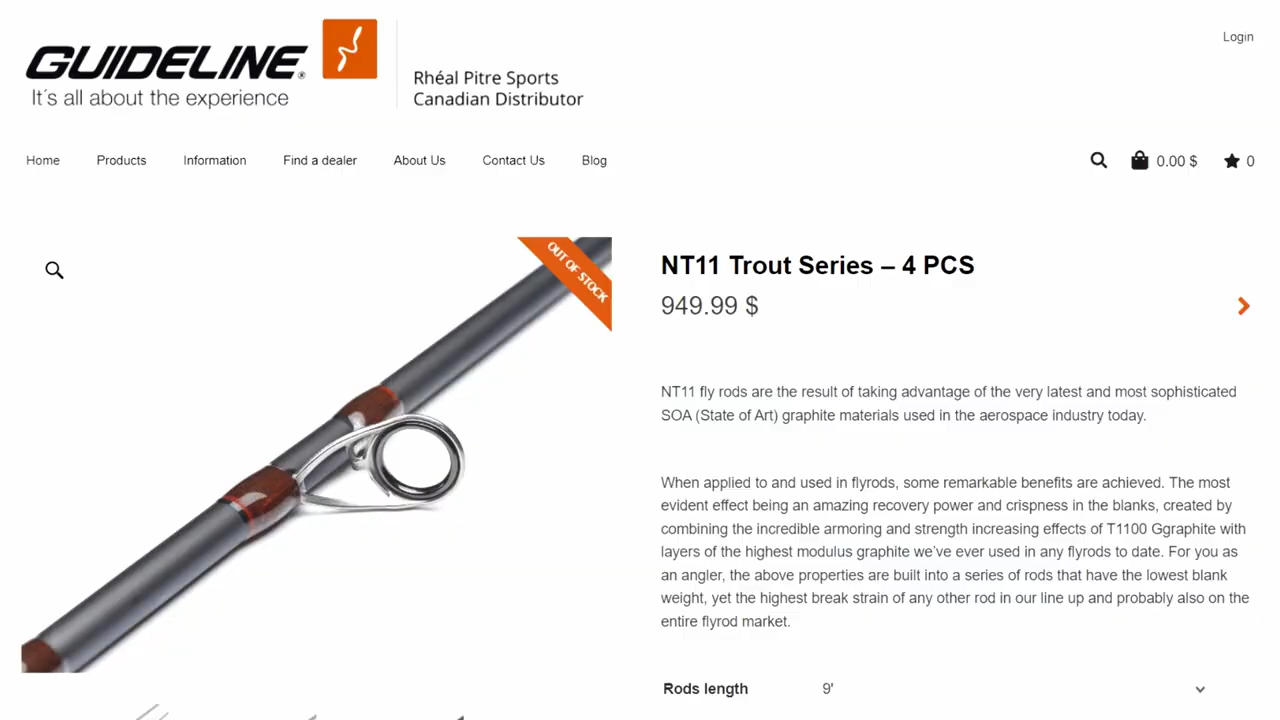 GUIDELINE®
It´s all about the experience
Rhéal Pitre Sports
Canadian Distributor
Login
Home Products Information Find a dealer About Us Contact Us Blog
0.00 $ 0
OUT OF STOCK
NT11 Trout Series – 4 PCS
949.99 $
NT11 fly rods are the result of taking advantage of the very latest and most sophisticated
SOA (State of Art) graphite materials used in the aerospace industry today.
When applied to and used in flyrods, some remarkable benefits are achieved. The most
evident effect being an amazing recovery power and crispness in the blanks, created by
combining the incredible armoring and strength increasing effects of T1100 Ggraphite with
layers of the highest modulus graphite we’ve ever used in any flyrods to date. For you as
an angler, the above properties are built into a series of rods that have the lowest blank
weight, yet the highest break strain of any other rod in our line up and probably also on the
entire flyrod market.
Rods length 9'